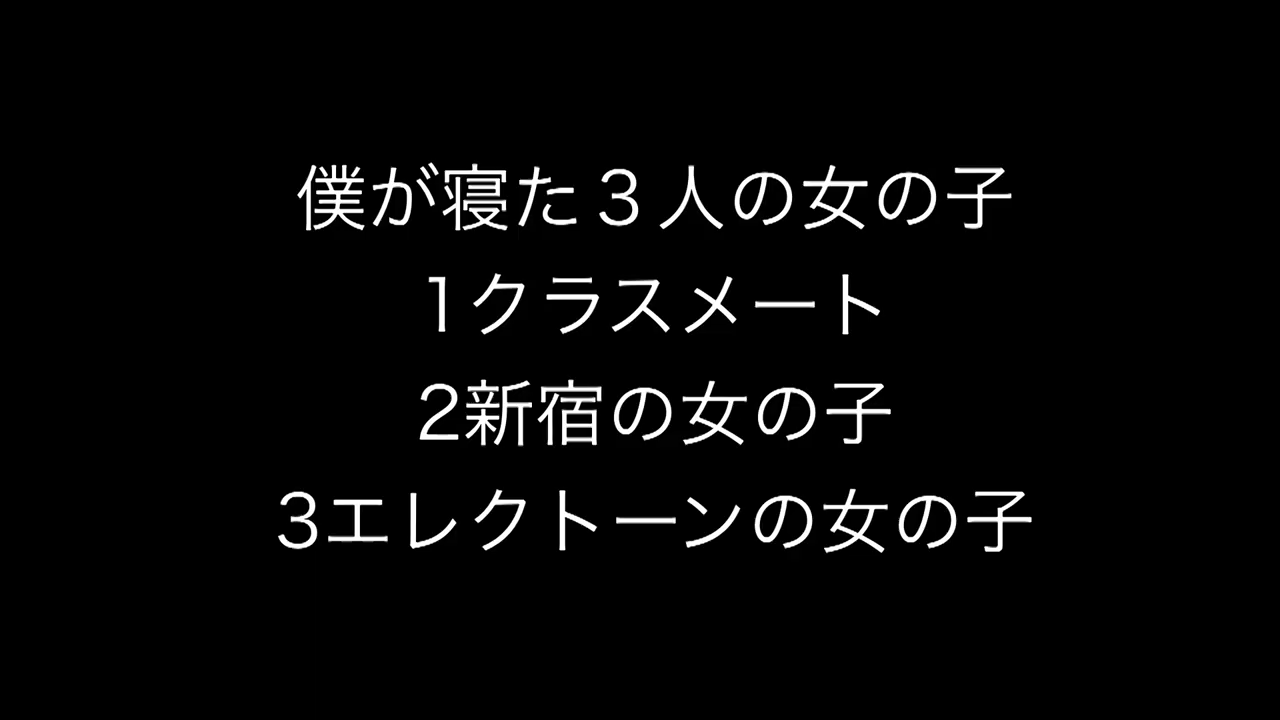 僕が寝た３人の女の子
1クラスメート
2新宿の女の子
3エレクトーンの女の子